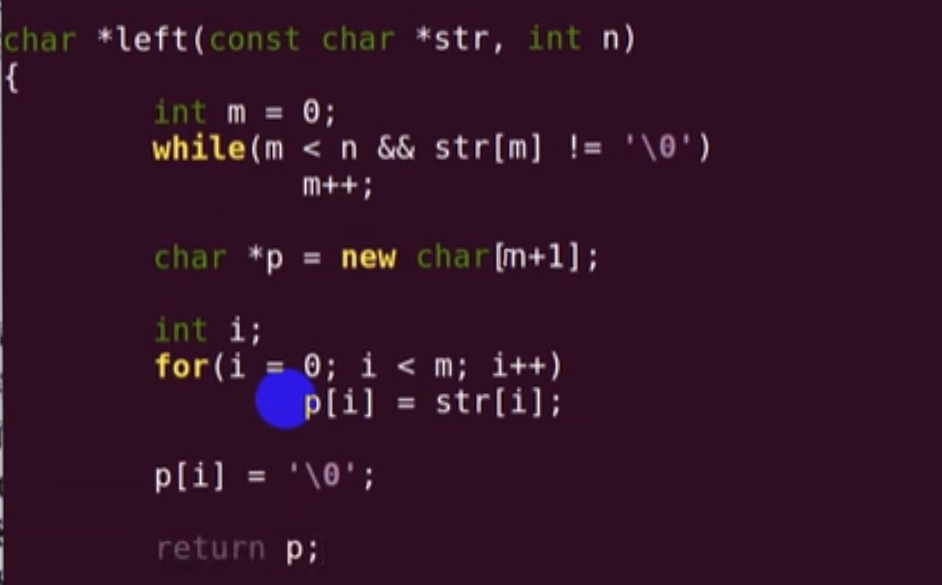 char *left(const char *str, int n)
{
int m = 0;
while(m < n && str[m] != '\0')
m++;
char *p = new char[m+1];
int i;
for(i = 0; i < m; i++)
p[i] = str[i];
p[i] = '\0';
return p;